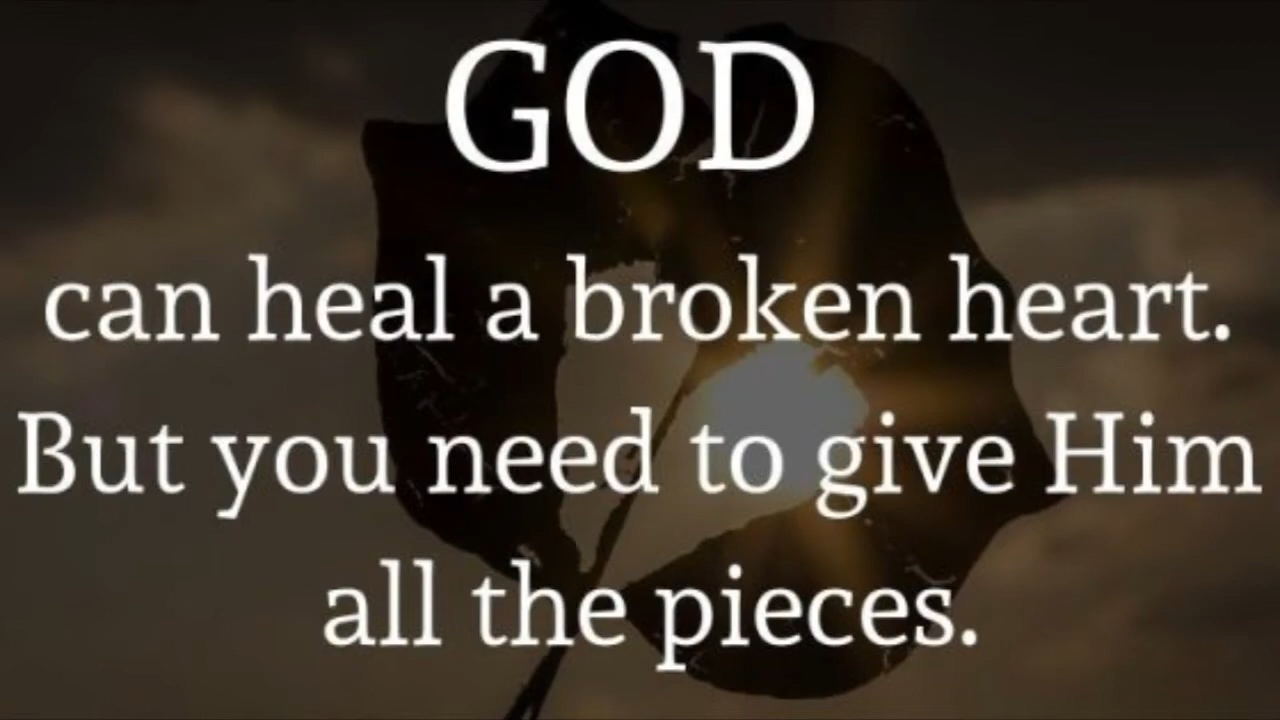 GOD
can heal a broken heart.
But you need to give Him
all the pieces.